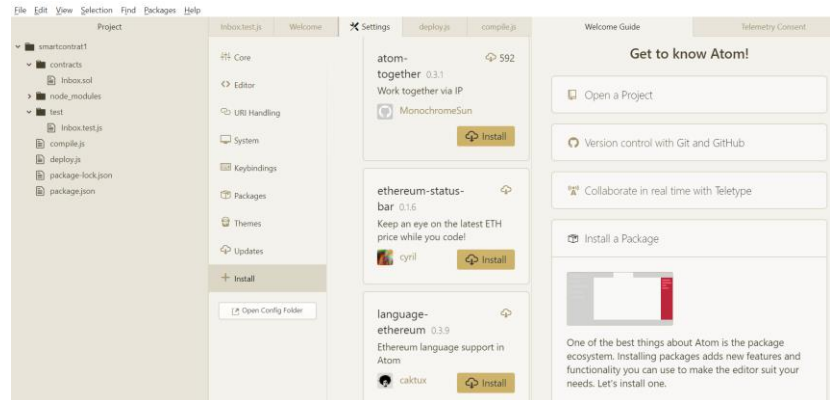 File Edit View Selection Find Packages Help
Project
smartcontrat1
contracts
Inbox.sol
node_modules
test
Inbox.test.js
compile.js
deploy.js
package-lock.json
package.json
Inbox.test.js Welcome Settings deploy.js compile.js
Core
Editor
URI Handling
System
Keybindings
Packages
Themes
Updates
Install
Open Config Folder
atom-
together 0.3.1
592
Work together via IP
MonochromeSun
Install
ethereum-status-
bar 0.1.6
Keep an eye on the latest ETH
price while you code!
cyril
Install
language-
ethereum 0.3.9
Ethereum language support in
Atom
caktux
Install
Welcome Guide Telemetry Consent
Get to know Atom!
Open a Project
Version control with Git and GitHub
Collaborate in real time with Teletype
Install a Package
One of the best things about Atom is the package
ecosystem. Installing packages adds new features and
functionality you can use to make the editor suit your
needs. Let's install one.